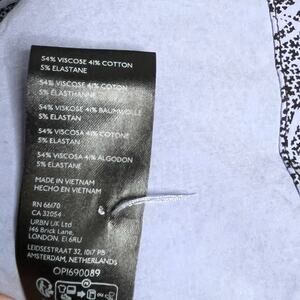 54% VISCOSE 41% COTTON
5% ELASTANE
54% VISCOSE 41% COTON
5% ÉLASTHANNE
54% VISKOSE 41% BAUMWOLLE
5% ELASTAN
54% VISCOSA 41% COTONE
5% ELASTAN
54% VISCOSA 41% ALGODON
5% ELASTANE
MADE IN VIETNAM
HECHO EN VIETNAM
RN 66170
CA 32054
URBN UK Ltd
146 Brick Lane,
LONDON, E1 6RU
LEIDSESTRAAT 32, 1017 PB
AMSTERDAM, NETHERLANDS
OP1690089